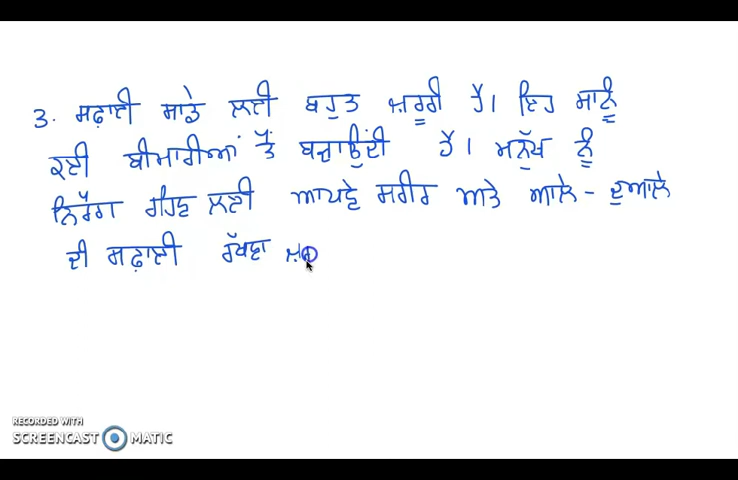 3. ਸਫ਼ਾਈ ਸਾਡੇ ਲਈ ਬਹੁਤ ਜ਼ਰੂਰੀ ਹੈ। ਇਹ ਸਾਨੂੰ
ਕਈ ਬੀਮਾਰੀਆਂ ਤੋਂ ਬਚਾਉਂਦੀ ਹੈ। ਮਨੁੱਖ ਨੂੰ
ਨਿਰੋਗ ਰਹਿਣ ਲਈ ਆਪਣੇ ਸਰੀਰ ਅਤੇ ਆਲੇ-ਦੁਆਲੇ
ਦੀ ਸਫ਼ਾਈ ਰੱਖਣਾ
RECORDED WITH
SCREENCAST MATIC